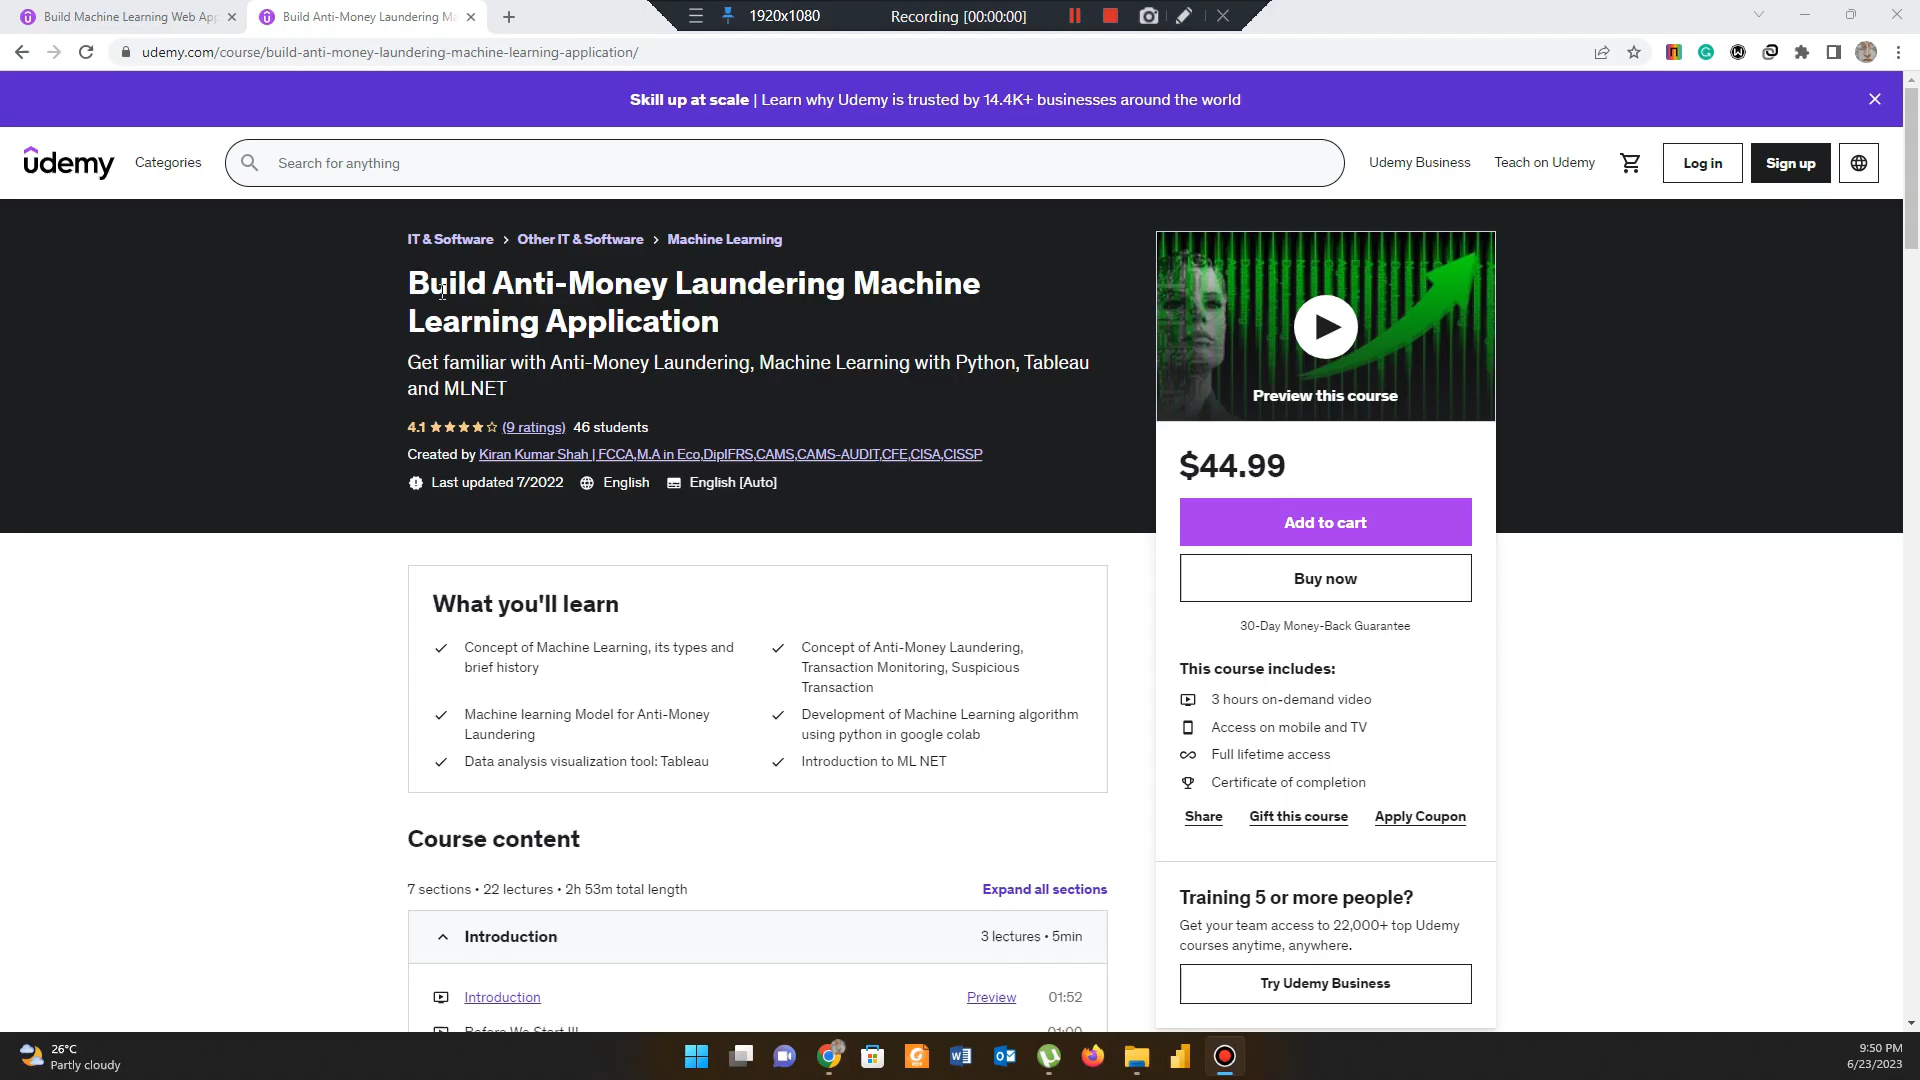 Build Machine Learning Web App
Build Anti-Money Laundering Ma
1920x1080
Recording [00:00:00]
udemy.com/course/build-anti-money-laundering-machine-learning-application/
Skill up at scale | Learn why Udemy is trusted by 14.4K+ businesses around the world
udemy
Categories
Search for anything
Udemy Business
Teach on Udemy
Log in
Sign up
IT & Software > Other IT & Software > Machine Learning
Build Anti-Money Laundering Machine
Learning Application
Get familiar with Anti-Money Laundering, Machine Learning with Python, Tableau
and MLNET
4.1 (9 ratings) 46 students
Created by Kiran Kumar Shah | FCCA,M.A in Eco,DipIFRS,CAMS,CAMS-AUDIT,CFE,CISA,CISSP
Last updated 7/2022 English English [Auto]
Preview this course
$44.99
Add to cart
Buy now
30-Day Money-Back Guarantee
This course includes:
3 hours on-demand video
Access on mobile and TV
Full lifetime access
Certificate of completion
Share Gift this course Apply Coupon
Training 5 or more people?
Get your team access to 22,000+ top Udemy
courses anytime, anywhere.
Try Udemy Business
What you'll learn
Concept of Machine Learning, its types and
brief history
Concept of Anti-Money Laundering,
Transaction Monitoring, Suspicious
Transaction
Machine learning Model for Anti-Money
Laundering
Development of Machine Learning algorithm
using python in google colab
Data analysis visualization tool: Tableau
Introduction to ML NET
Course content
7 sections • 22 lectures • 2h 53m total length
Expand all sections
Introduction
3 lectures • 5min
Introduction
Preview
01:52
Before We Start !!!
01:00
26°C
Partly cloudy
9:50 PM
6/23/2023